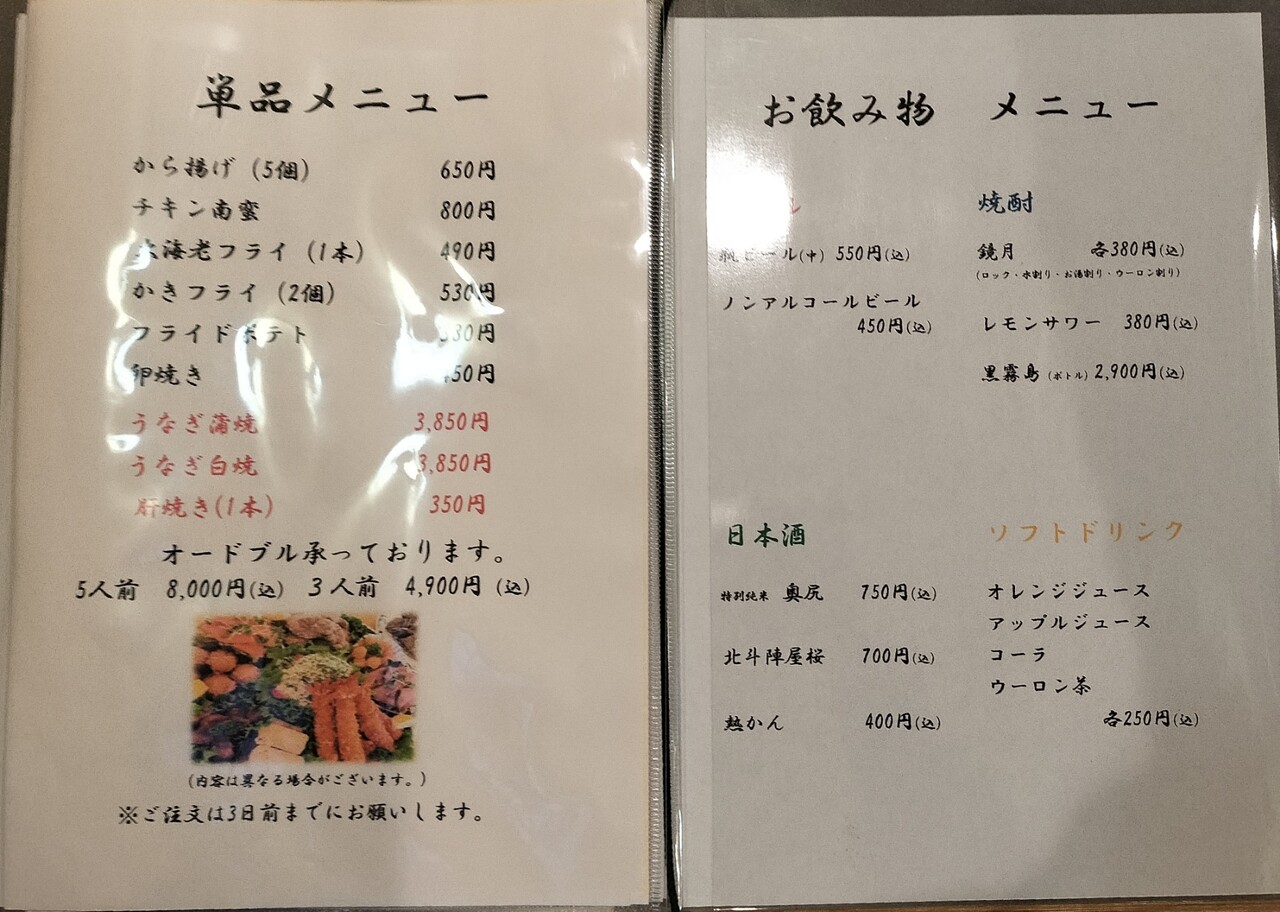 単品メニュー
から揚げ (5個) 650円
チキン南蛮 800円
大海老フライ (1本) 490円
かきフライ (2個) 530円
フライドポテト 30円
卵焼き 50円
うなぎ蒲焼 3,850円
うなぎ白焼 3,850円
肝焼き(1本) 350円
オードブル承っております。
5人前 8,000円(込) 3人前 4,900円 (込)
(内容は異なる場合がございます。)
※ご注文は3日前までにお願いします。
お飲み物 メニュー
ル
瓶ビール(中) 550円(込)
ノンアルコールビール
450円(込)
焼酎
鏡月 各380円(込)
(ロック・水割り・お湯割り・ウーロン割り)
レモンサワー 380円(込)
黒霧島 (ボトル) 2,900円(込)
日本酒
特別純米 奥尻 750円(込)
北斗陣屋桜 700円(込)
熱かん 400円(込)
ソフトドリンク
オレンジジュース
アップルジュース
コーラ
ウーロン茶
各250円(込)